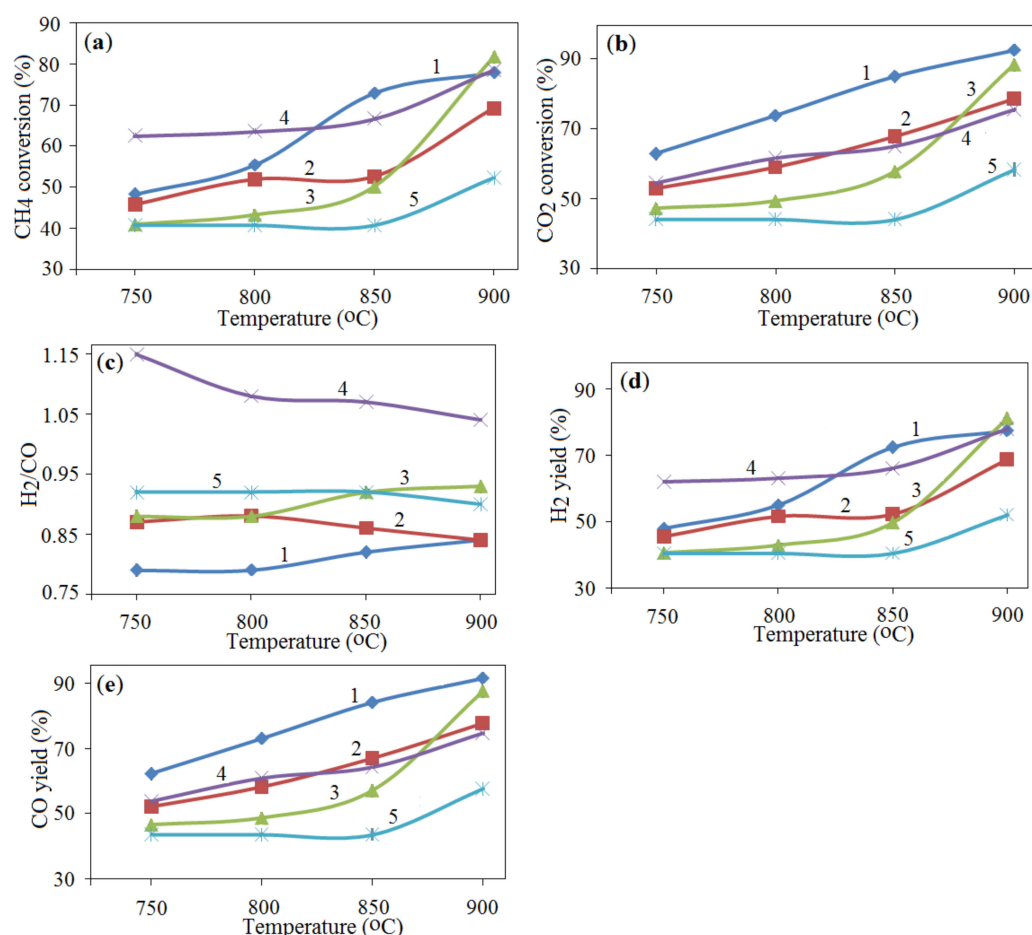 (a)
CH4 conversion (%)
90
80
70
60
50
40
30
1
4
2
3
5
750 800 850 900
Temperature (OC)
(b)
CO2 conversion (%)
90
70
50
30
1
3
2
4
5
750 800 850 900
Temperature (OC)
(c)
H2/CO
1.15
1.05
0.95
0.85
0.75
4
5
3
2
1
750 800 850 900
Temperature (OC)
(d)
H2 yield (%)
90
70
50
30
1
4
2
3
5
750 800 850 900
Temperature (OC)
(e)
CO yield (%)
90
70
50
30
1
2
4
3
5
750 800 850 900
Temperature (OC)